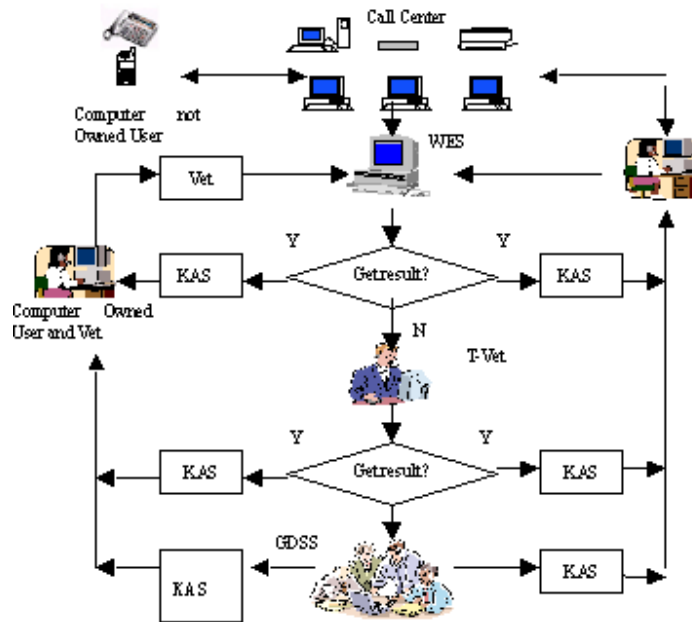 Call Center
Computer not
Owned User
WES
Vet.
Y Y
KAS Getresult? KAS
Computer Owned
User and Vet.
N
T-Vet.
Y Y
KAS Getresult? KAS
GDSS
KAS KAS